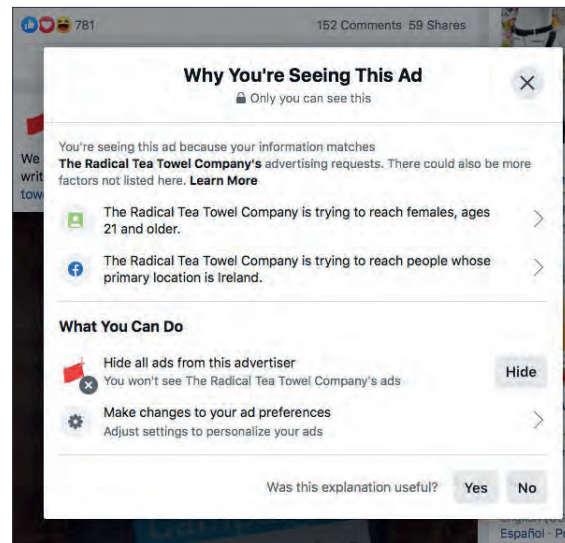 781
152 Comments 59 Shares
Why You're Seeing This Ad
Only you can see this
You're seeing this ad because your information matches
The Radical Tea Towel Company's advertising requests. There could also be more
factors not listed here. Learn More
The Radical Tea Towel Company is trying to reach females, ages
21 and older.
The Radical Tea Towel Company is trying to reach people whose
primary location is Ireland.
What You Can Do
Hide all ads from this advertiser
You won't see The Radical Tea Towel Company's ads
Hide
Make changes to your ad preferences
Adjust settings to personalize your ads
Was this explanation useful?
Yes
No
We
writ
tow
Español